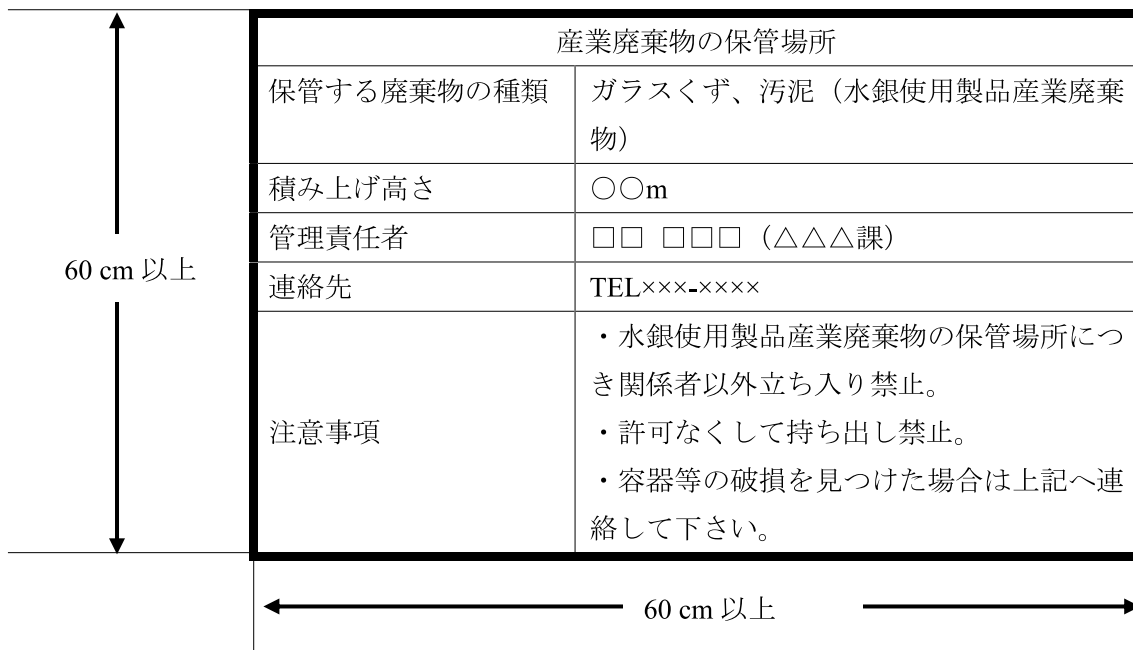 産業廃棄物の保管場所
保管する廃棄物の種類
ガラスくず、汚泥（水銀使用製品産業廃棄
物）
積み上げ高さ
○○m
管理責任者
□□ □□□（△△△課）
60 cm 以上
連絡先
TEL×××-××××
注意事項
・水銀使用製品産業廃棄物の保管場所につ
き関係者以外立ち入り禁止。
・許可なくして持ち出し禁止。
・容器等の破損を見つけた場合は上記へ連
絡して下さい。
60 cm 以上